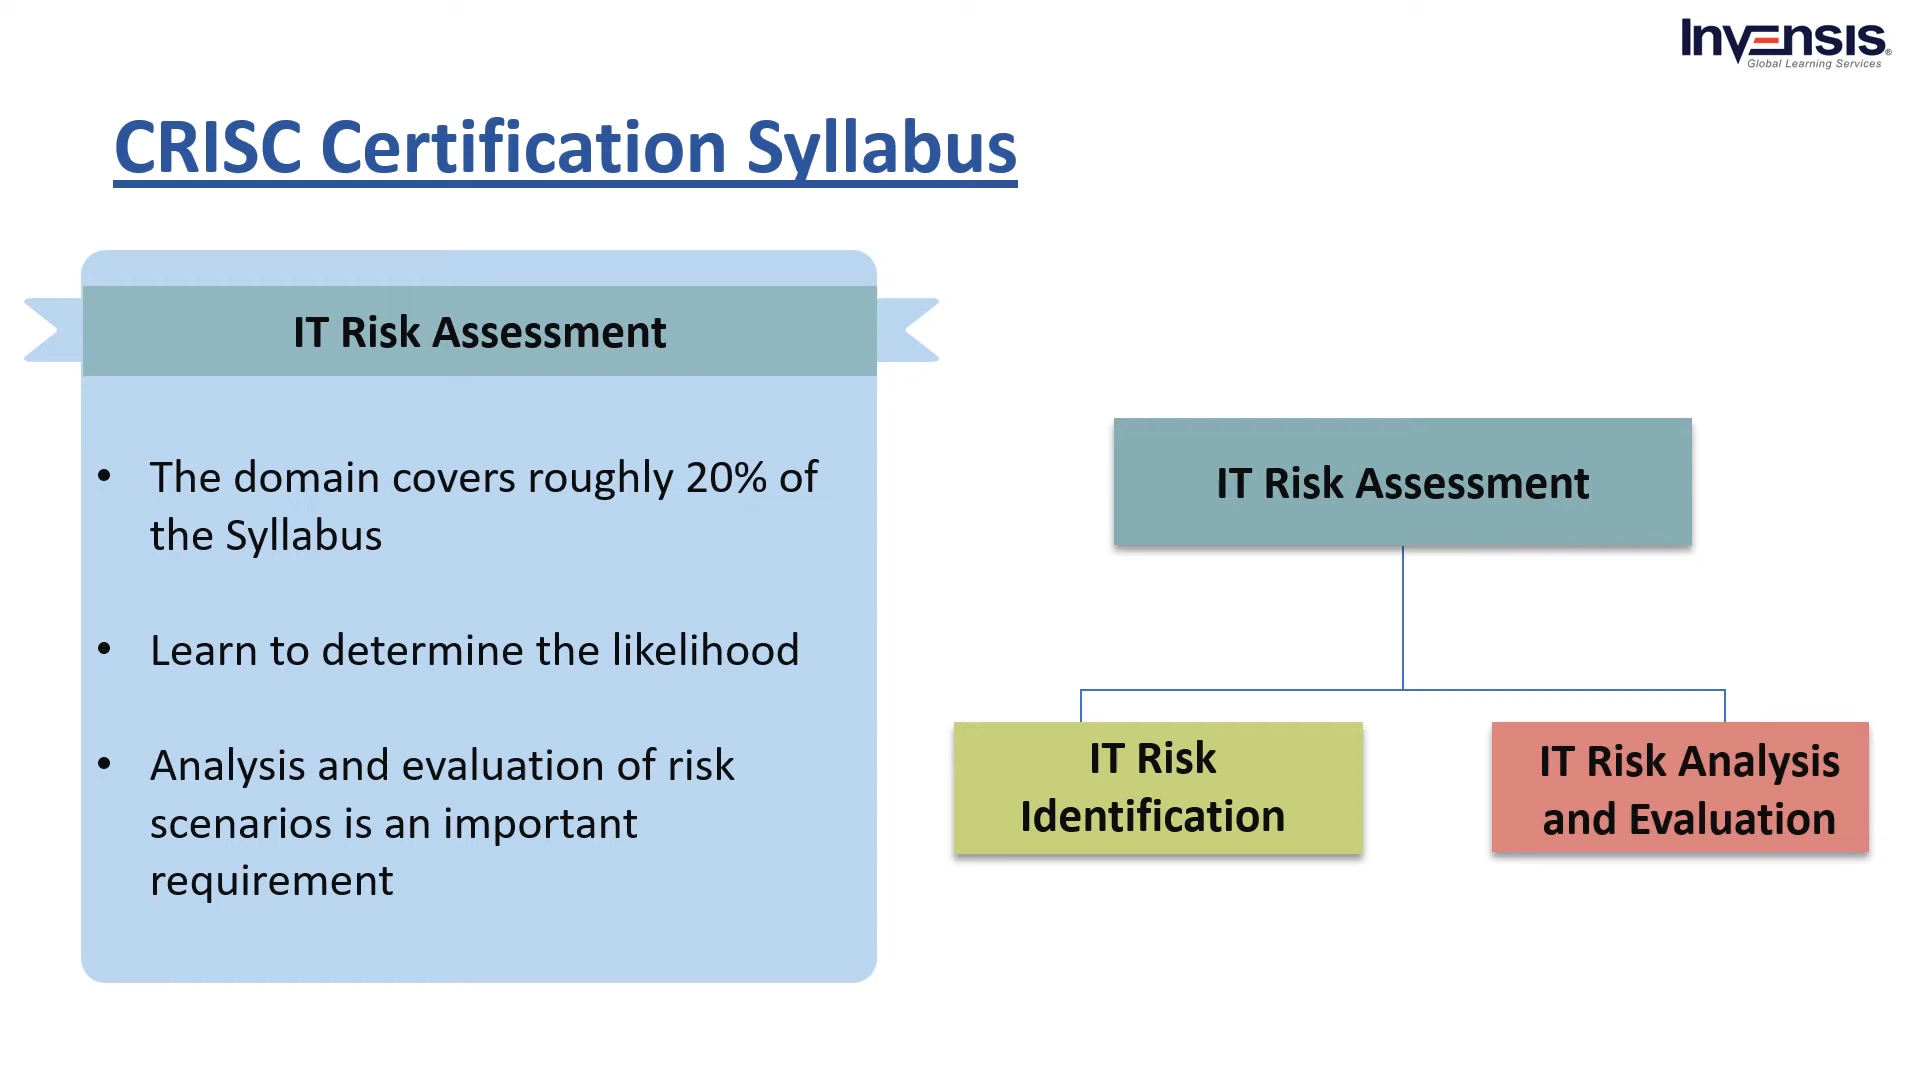 Invensis®
Global Learning Services
CRISC Certification Syllabus
IT Risk Assessment
• The domain covers roughly 20% of
the Syllabus
• Learn to determine the likelihood
• Analysis and evaluation of risk
scenarios is an important
requirement
IT Risk Assessment
IT Risk
Identification
IT Risk Analysis
and Evaluation